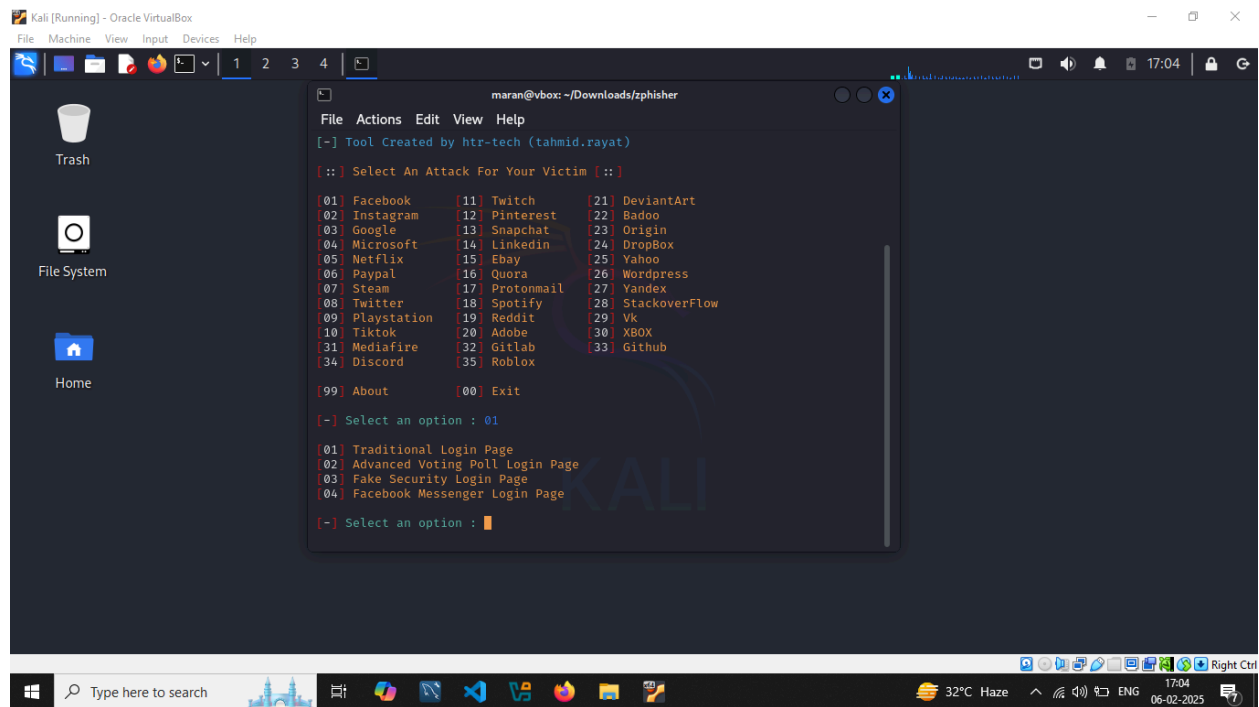 Kali [Running] - Oracle VirtualBox
File Machine View Input Devices Help
1 2 3 4 17:04
maran@vbox: ~/Downloads/zphisher
File Actions Edit View Help
[-] Tool Created by htr-tech (tahmid.rayat)
[::] Select An Attack For Your Victim [::]
[01] Facebook [11] Twitch [21] DeviantArt
[02] Instagram [12] Pinterest [22] Badoo
[03] Google [13] Snapchat [23] Origin
[04] Microsoft [14] Linkedin [24] DropBox
[05] Netflix [15] Ebay [25] Yahoo
[06] Paypal [16] Quora [26] Wordpress
[07] Steam [17] Protonmail [27] Yandex
[08] Twitter [18] Spotify [28] StackoverFlow
[09] Playstation [19] Reddit [29] Vk
[10] Tiktok [20] Adobe [30] XBOX
[31] Mediafire [32] Gitlab [33] Github
[34] Discord [35] Roblox
[99] About [00] Exit
[-] Select an option : 01
[01] Traditional Login Page
[02] Advanced Voting Poll Login Page
[03] Fake Security Login Page
[04] Facebook Messenger Login Page
[-] Select an option :
KALI
Trash
File System
Home
Right Ctrl
Type here to search
32°C Haze
ENG
17:04
06-02-2025
7